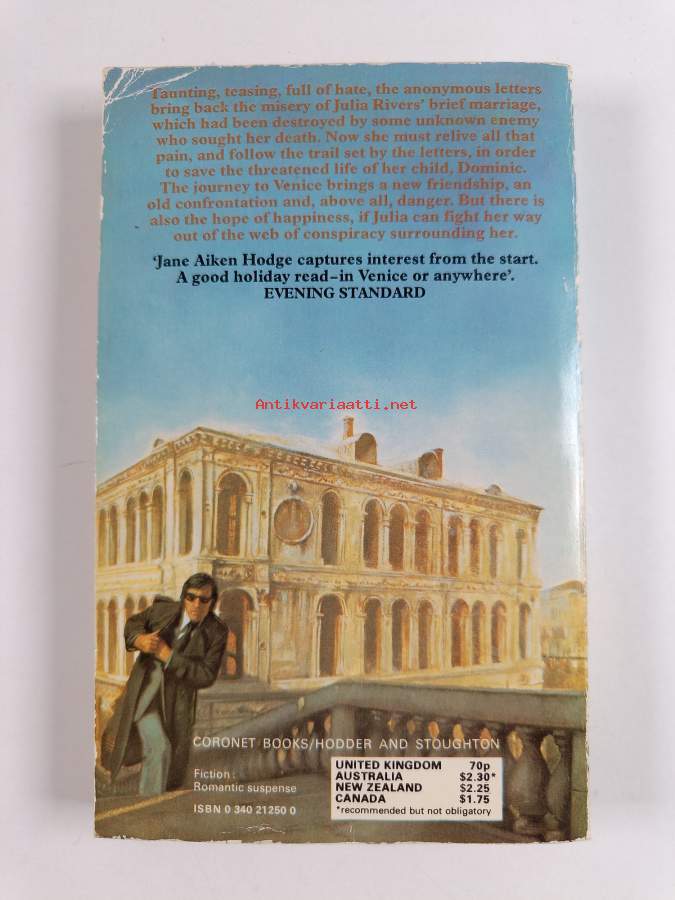 Taunting, teasing, full of hate, the anonymous letters
bring back the misery of Julia Rivers' brief marriage,
which had been destroyed by some unknown enemy
who sought her death. Now she must relive all that
pain, and follow the trail set by the letters, in order
to save the threatened life of her child, Dominic.
The journey to Venice brings a new friendship, an
old confrontation and, above all, danger. But there is
also the hope of happiness, if Julia can fight her way
out of the web of conspiracy surrounding her.
'Jane Aiken Hodge captures interest from the start.
A good holiday read–in Venice or anywhere'.
EVENING STANDARD
Antikvariaatti.net
CORONET BOOKS/HODDER AND STOUGHTON
Fiction:
Romantic suspense
ISBN 0 340 21250 0
UNITED KINGDOM 70p
AUSTRALIA $2.30*
NEW ZEALAND $2.25
CANADA $1.75
*recommended but not obligatory